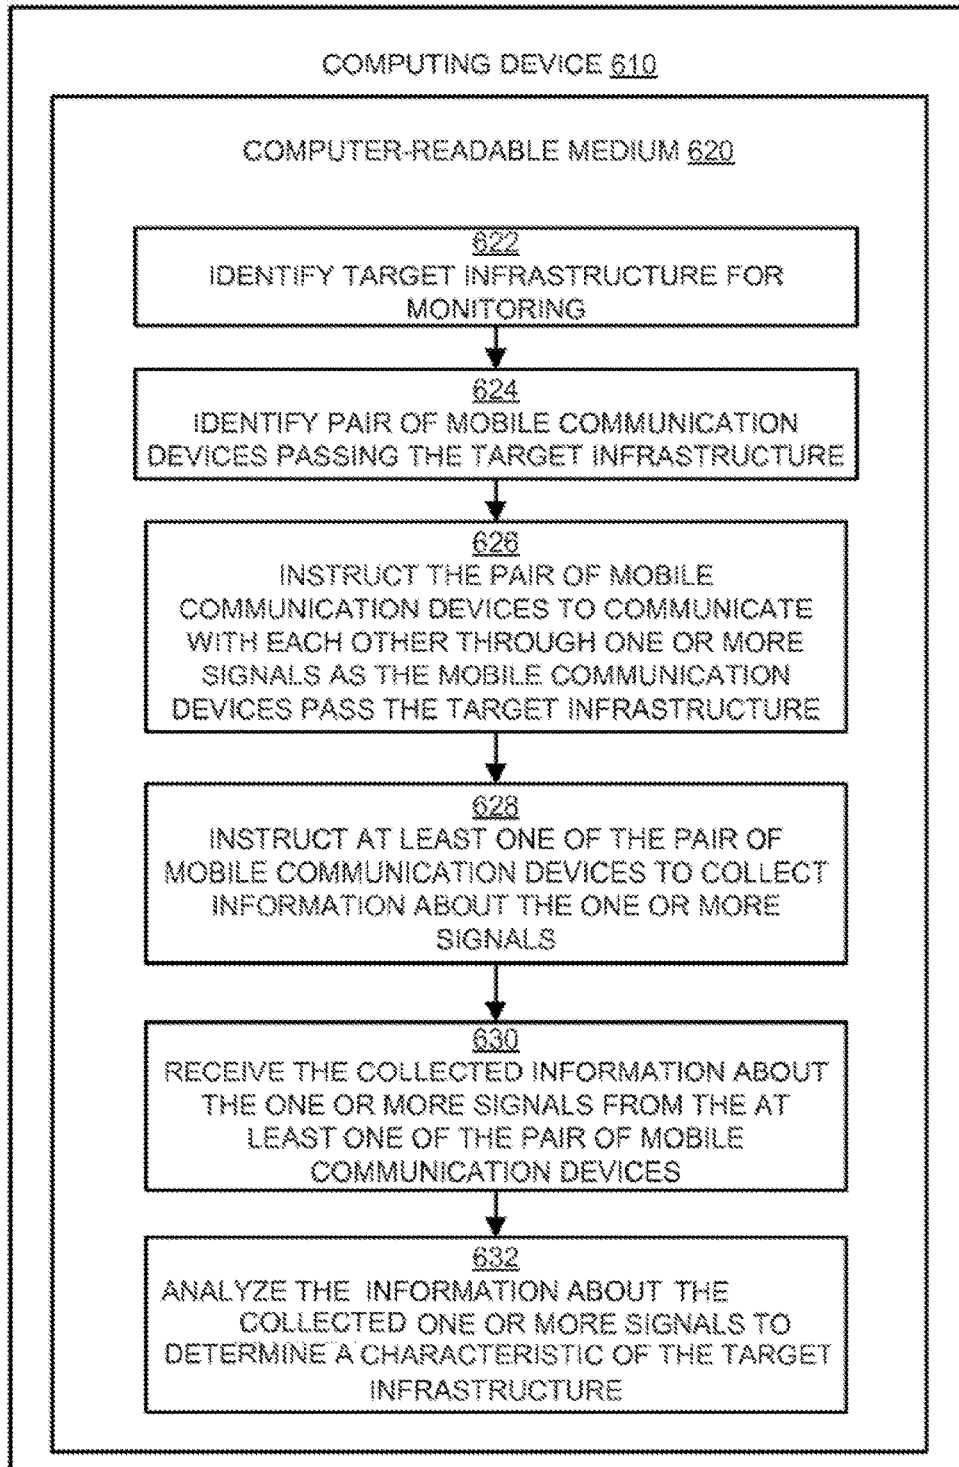 COMPUTING DEVICE 610
COMPUTER-READABLE MEDIUM 620
622
IDENTIFY TARGET INFRASTRUCTURE FOR
MONITORING
624
IDENTIFY PAIR OF MOBILE COMMUNICATION
DEVICES PASSING THE TARGET INFRASTRUCTURE
626
INSTRUCT THE PAIR OF MOBILE
COMMUNICATION DEVICES TO COMMUNICATE
WITH EACH OTHER THROUGH ONE OR MORE
SIGNALS AS THE MOBILE COMMUNICATION
DEVICES PASS THE TARGET INFRASTRUCTURE
628
INSTRUCT AT LEAST ONE OF THE PAIR OF
MOBILE COMMUNICATION DEVICES TO COLLECT
INFORMATION ABOUT THE ONE OR MORE
SIGNALS
630
RECEIVE THE COLLECTED INFORMATION ABOUT
THE ONE OR MORE SIGNALS FROM THE AT
LEAST ONE OF THE PAIR OF MOBILE
COMMUNICATION DEVICES
632
ANALYZE THE INFORMATION ABOUT THE
COLLECTED ONE OR MORE SIGNALS TO
DETERMINE A CHARACTERISTIC OF THE TARGET
INFRASTRUCTURE